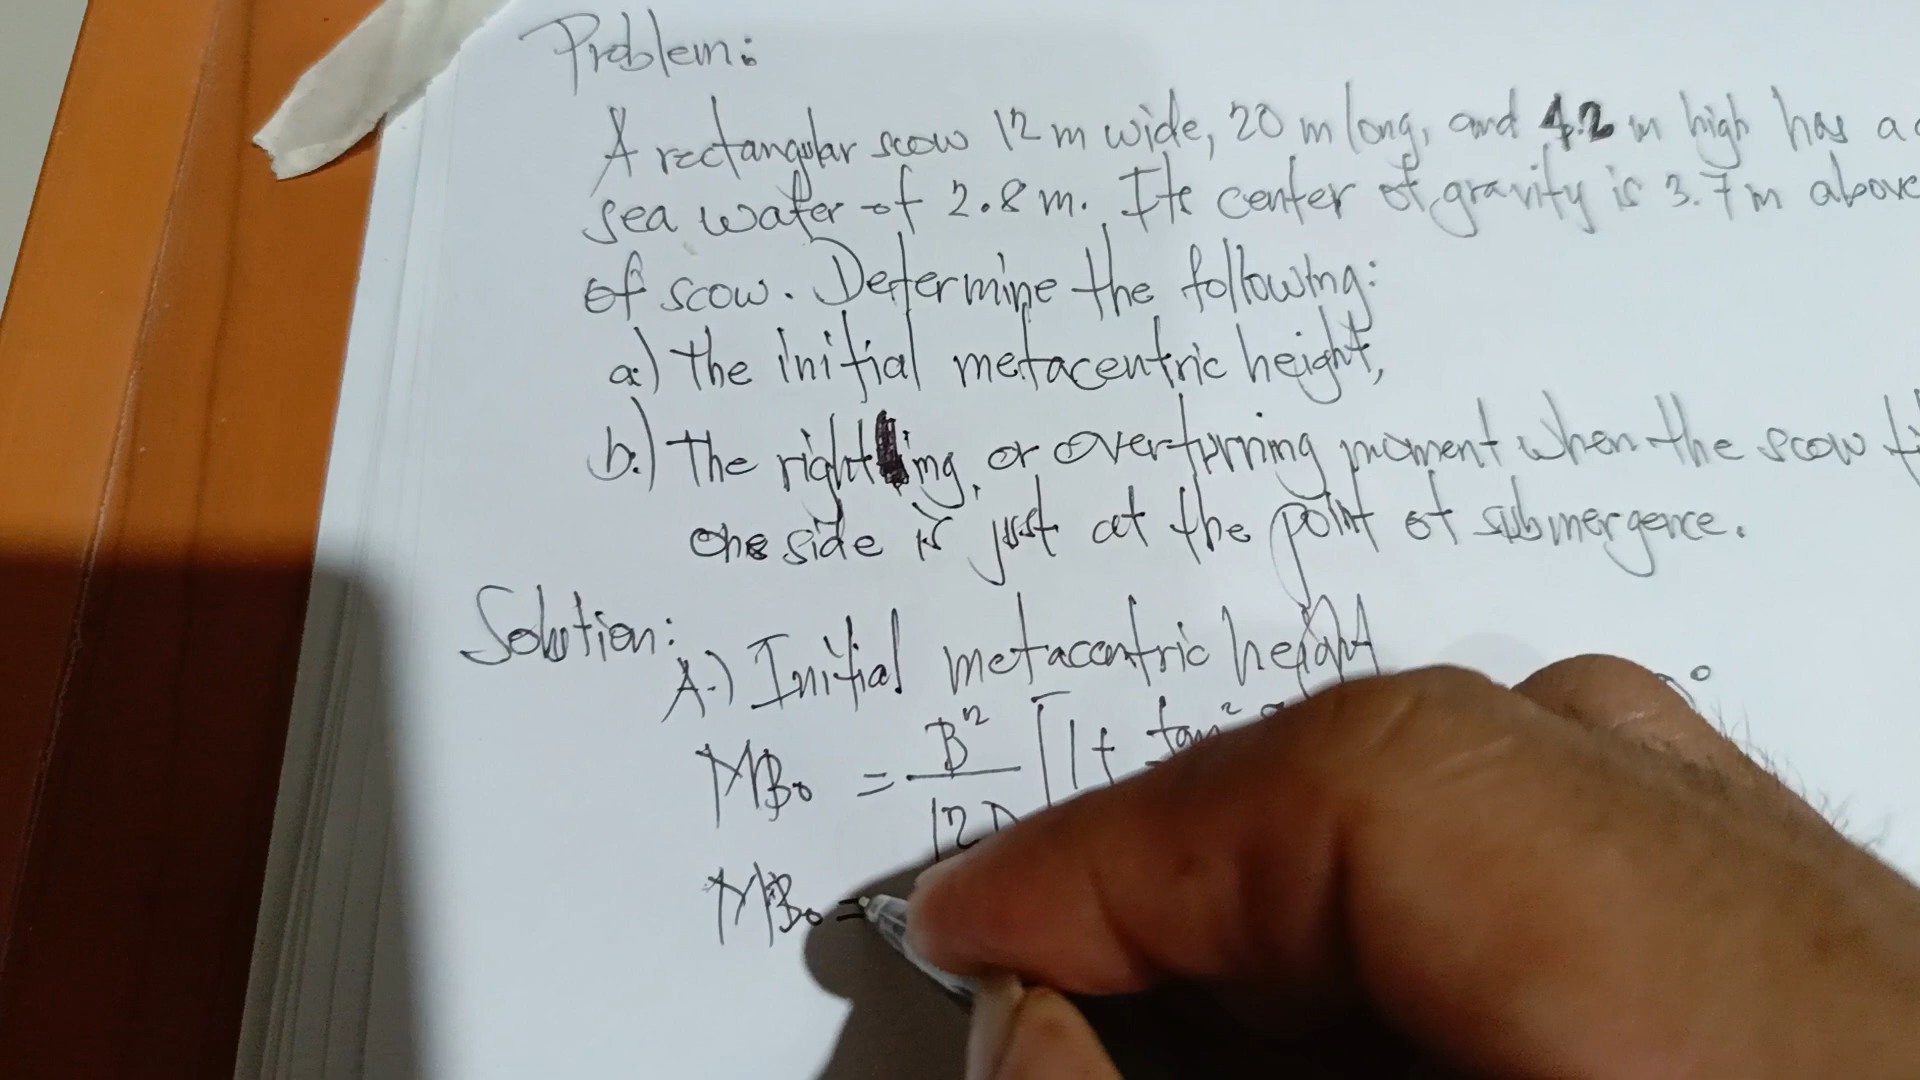 Problem:
A rectangular scow 12 m wide, 20 m long, and 4.2 m high has a
sea water of 2.8 m. Its center of gravity is 3.7 m above
of scow. Determine the following:
a.) the initial metacentric height,
b.) The righting, or overturning moment when the scow
one side is just at the point of submergence.
Solution:
A.) Initial metacentric height
MB₀ = B² / 12D [1 + tan²
MB₀ =